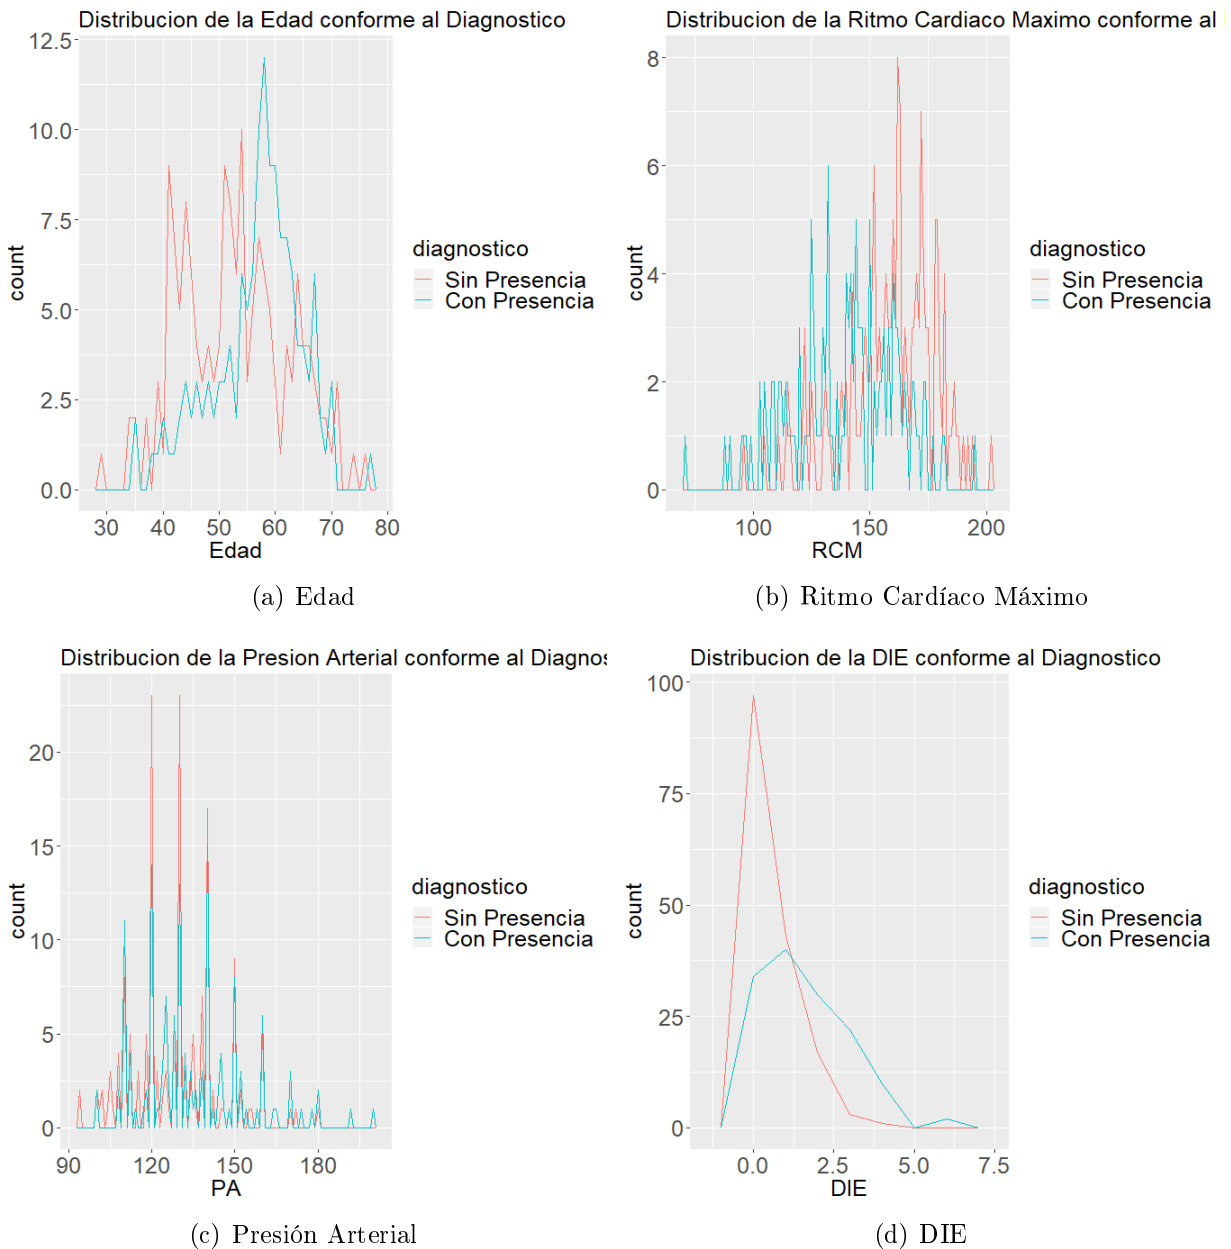 Distribucion de la Edad conforme al Diagnostico
12.5
10.0
7.5
5.0
2.5
0.0
count
30 40 50 60 70 80
Edad
diagnostico
Sin Presencia
Con Presencia
(a) Edad
Distribucion de la Ritmo Cardiaco Maximo conforme al
8
6
4
2
0
count
100 150 200
RCM
diagnostico
Sin Presencia
Con Presencia
(b) Ritmo Cardíaco Máximo
Distribucion de la Presion Arterial conforme al Diagnos
20
15
10
5
0
count
90 120 150 180
PA
diagnostico
Sin Presencia
Con Presencia
(c) Presión Arterial
Distribucion de la DIE conforme al Diagnostico
100
75
50
25
0
count
0.0 2.5 5.0 7.5
DIE
diagnostico
Sin Presencia
Con Presencia
(d) DIE